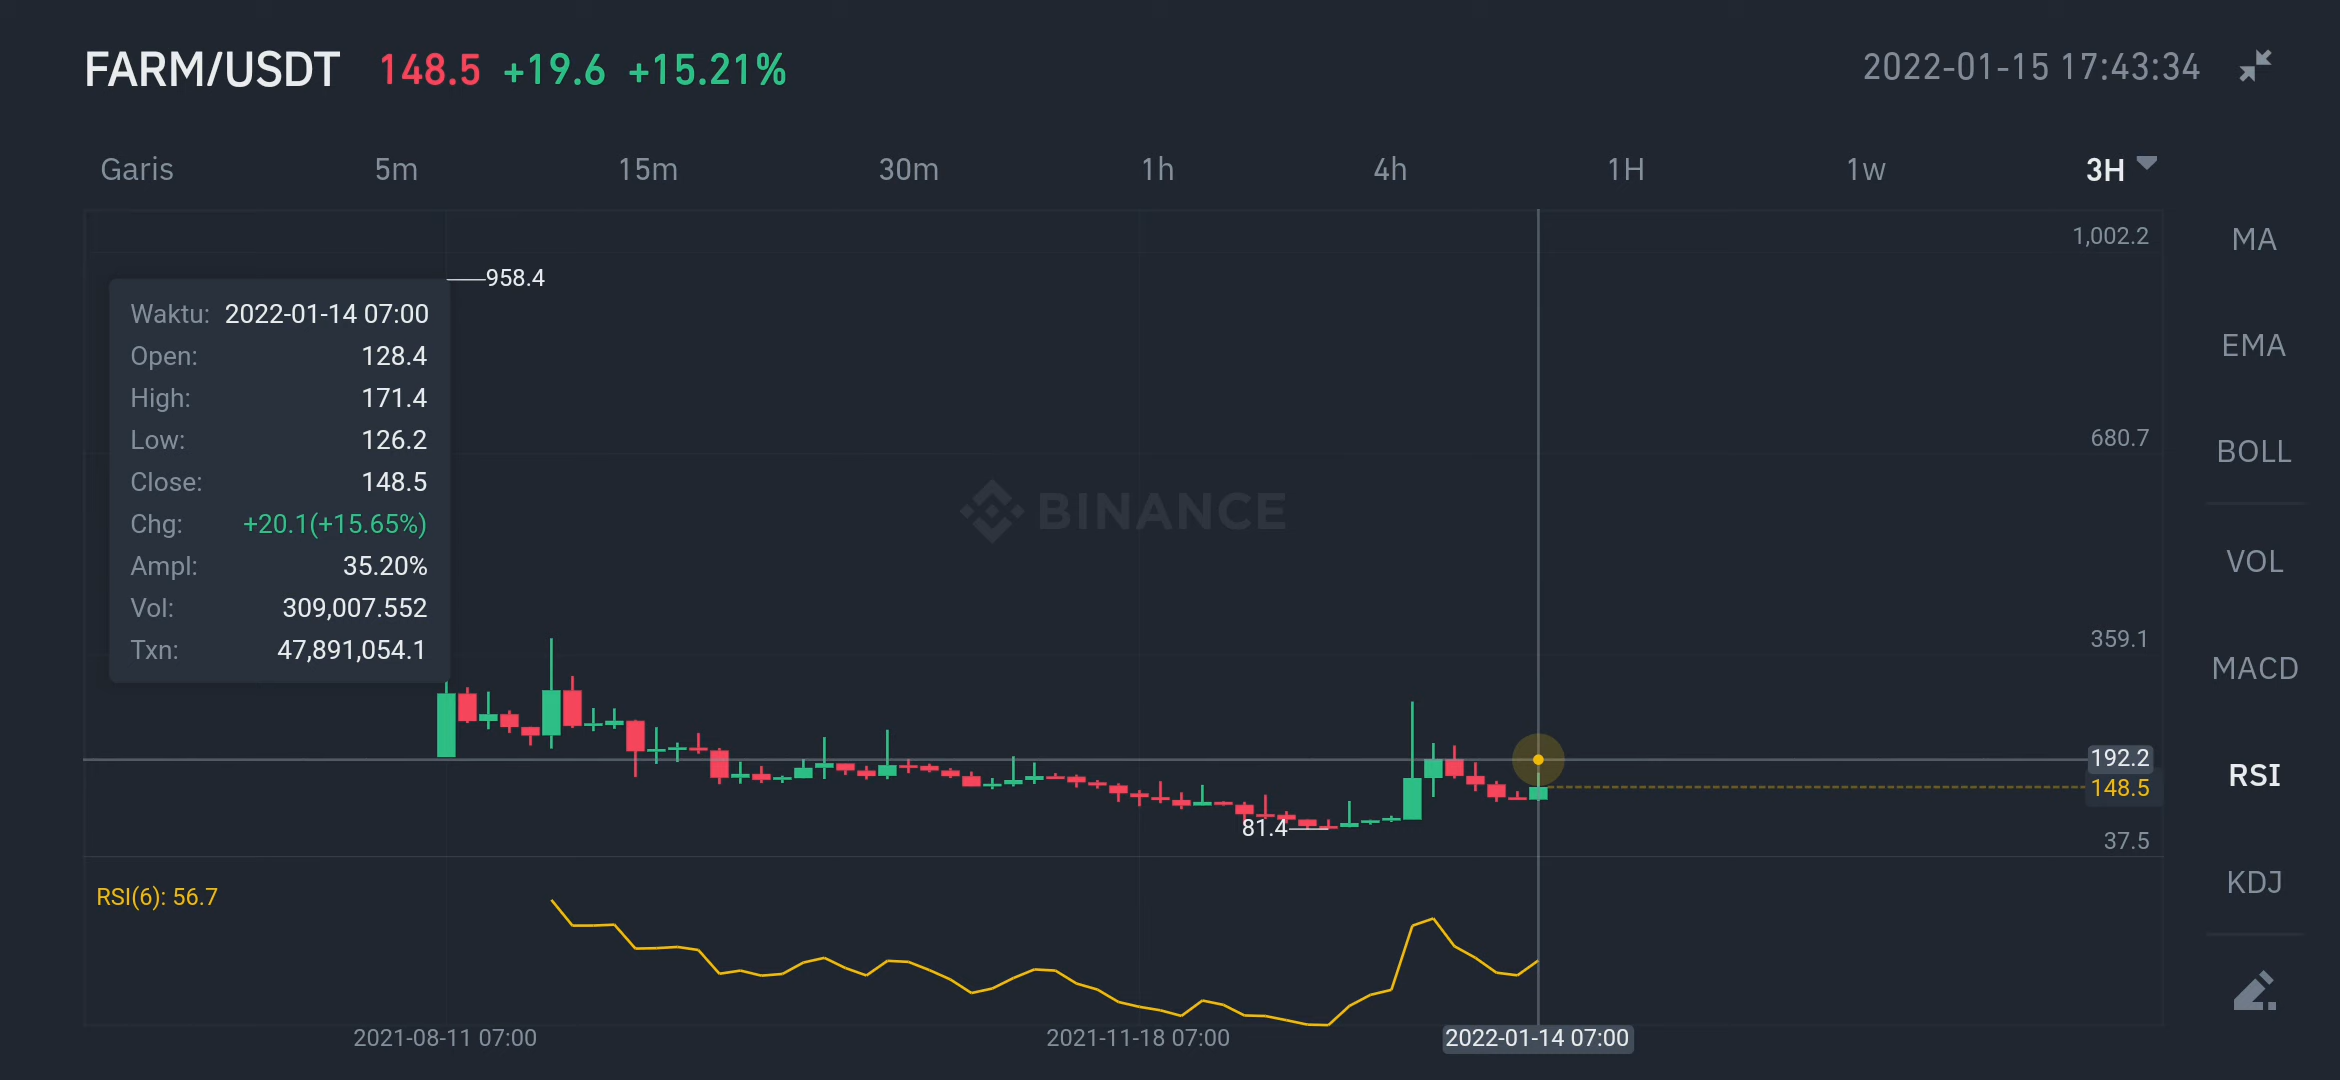 FARM/USDT 148.5 +19.6 +15.21% 2022-01-15 17:43:34
Garis 5m 15m 30m 1h 4h 1H 1w 3H
MA
EMA
BOLL
VOL
MACD
RSI
KDJ
1,002.2
680.7
359.1
192.2
148.5
37.5
958.4
Waktu: 2022-01-14 07:00
Open: 128.4
High: 171.4
Low: 126.2
Close: 148.5
Chg: +20.1(+15.65%)
Ampl: 35.20%
Vol: 309,007.552
Txn: 47,891,054.1
BINANCE
81.4
RSI(6): 56.7
2021-08-11 07:00 2021-11-18 07:00 2022-01-14 07:00